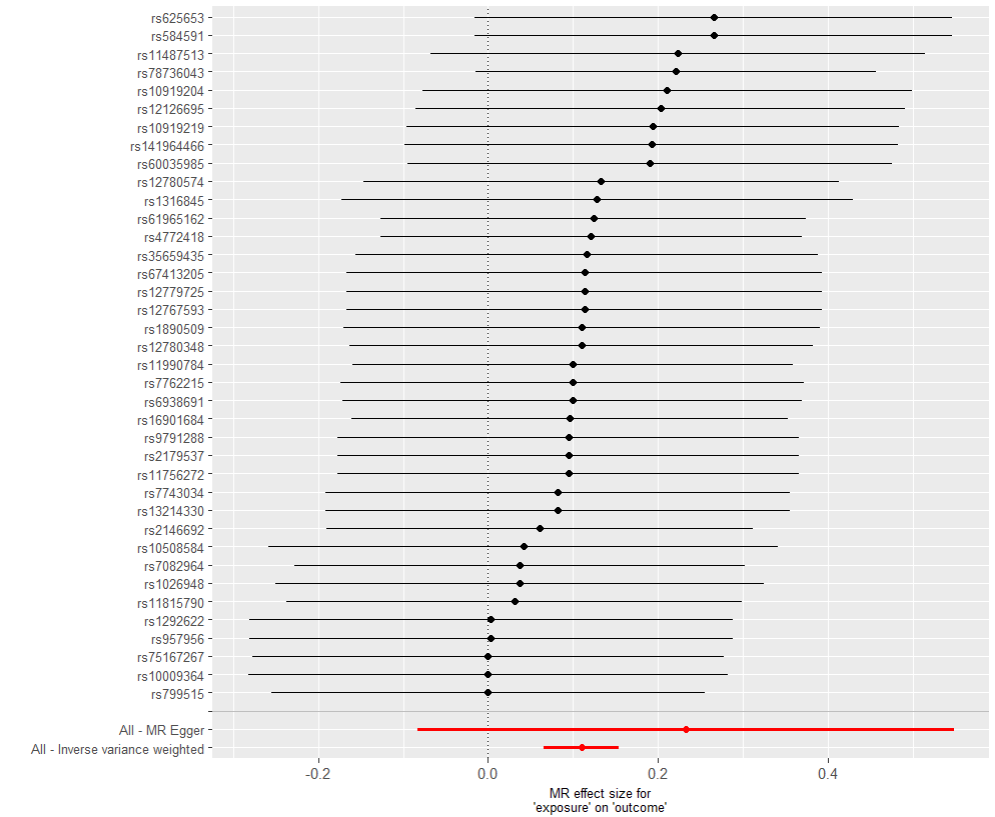 rs625653
rs584591
rs11487513
rs78736043
rs10919204
rs12126695
rs10919219
rs141964466
rs60035985
rs12780574
rs1316845
rs61965162
rs4772418
rs35659435
rs67413205
rs12779725
rs12767593
rs1890509
rs12780348
rs11990784
rs7762215
rs6938691
rs16901684
rs9791288
rs2179537
rs11756272
rs7743034
rs13214330
rs2146692
rs10508584
rs7082964
rs1026948
rs11815790
rs1292622
rs957956
rs75167267
rs10009364
rs799515
All - MR Egger
All - Inverse variance weighted
-0.2 0.0 0.2 0.4
MR effect size for
'exposure' on 'outcome'